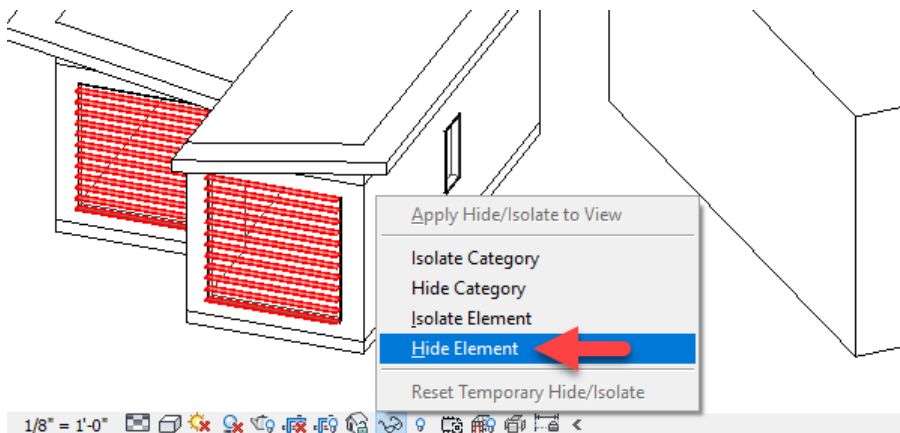 Apply Hide/Isolate to View
Isolate Category
Hide Category
Isolate Element
Hide Element
Reset Temporary Hide/Isolate
1/8" = 1'-0"